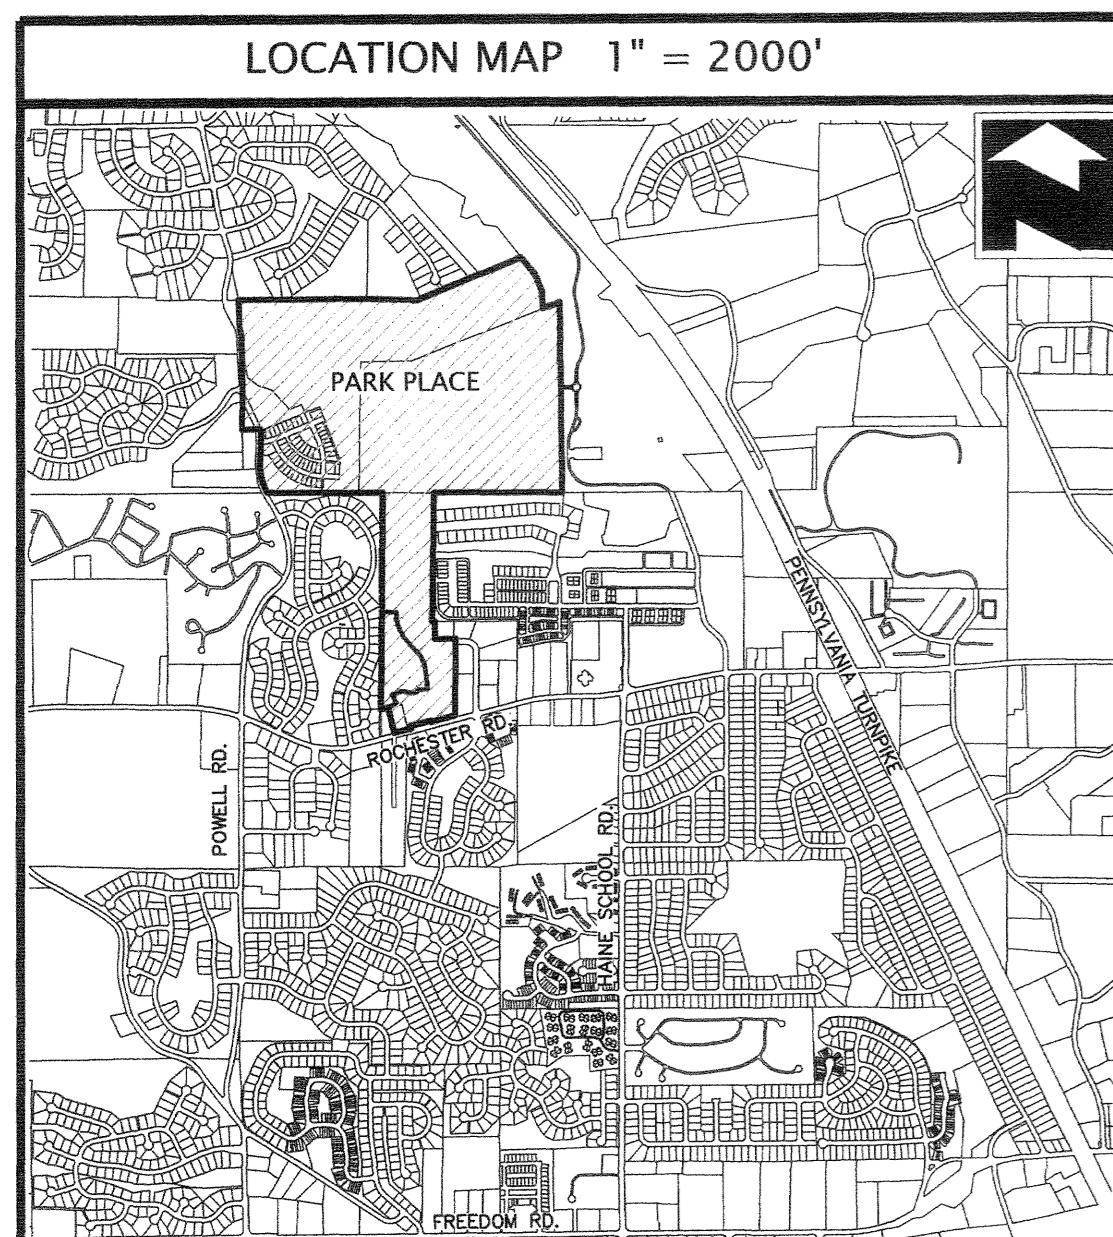 LOCATION MAP 1" = 2000'
PARK PLACE
PENNSYLVANIA TURNPIKE
ROCHESTER RD.
POWELL RD.
HAINE SCHOOL RD.
FREEDOM RD.